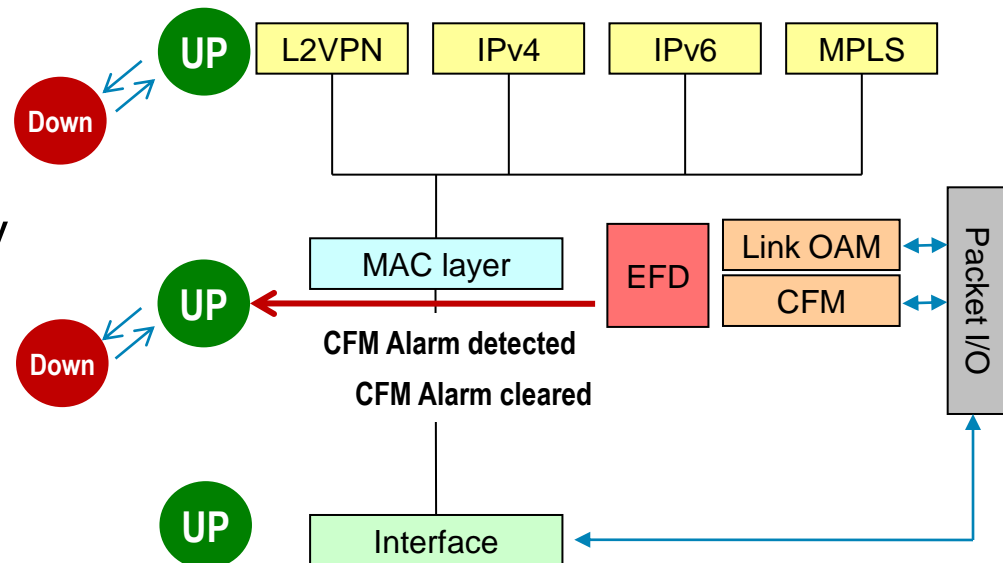 UP
L2VPN
IPv4
IPv6
MPLS
Down
y
MAC layer
EFD
Link OAM
CFM
Packet I/O
UP
Down
CFM Alarm detected
CFM Alarm cleared
UP
Interface